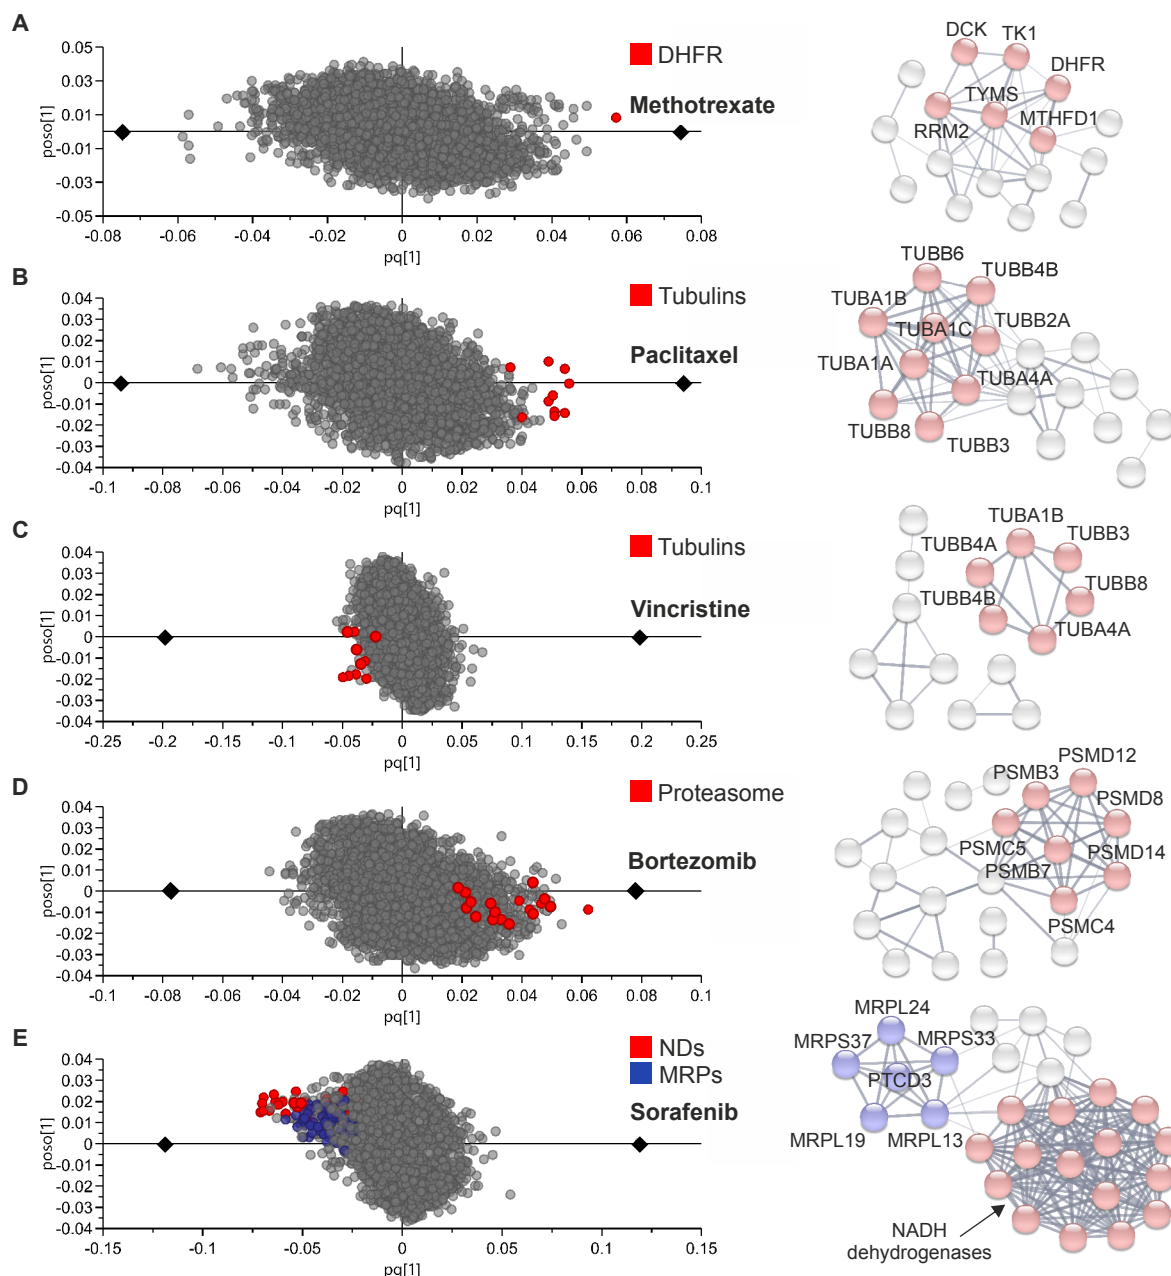 A
0.05
0.03
0.01
-0.01
-0.03
-0.05
poso[1]
-0.08
-0.06
-0.04
-0.02
0
0.02
0.04
0.06
0.08
pq[1]
DHFR
Methotrexate
DCK
TK1
DHFR
TYMS
RRM2
MTHFD1
B
0.04
0.03
0.02
0.01
0
-0.01
-0.02
-0.03
-0.04
poso[1]
-0.1
-0.08
-0.06
-0.04
-0.02
0
0.02
0.04
0.06
0.08
0.1
pq[1]
Tubulins
Paclitaxel
TUBB6
TUBB4B
TUBA1B
TUBA1C
TUBB2A
TUBA1A
TUBA4A
TUBB8
TUBB3
C
0.04
0.03
0.02
0.01
0
-0.01
-0.02
-0.03
-0.04
poso[1]
-0.25
-0.2
-0.15
-0.1
-0.05
0
0.02
0.1
0.15
0.2
0.25
pq[1]
Tubulins
Vincristine
TUBA1B
TUBB4A
TUBB3
TUBB4B
TUBB8
TUBA4A
D
0.04
0.03
0.02
0.01
0
-0.01
-0.02
-0.03
-0.04
poso[1]
-0.1
-0.08
-0.06
-0.04
-0.02
0
0.02
0.04
0.06
0.08
0.1
pq[1]
Proteasome
Bortezomib
PSMD12
PSMB3
PSMD8
PSMC5
PSMB7
PSMD14
PSMC4
E
0.04
0.03
0.02
0.01
0
-0.01
-0.02
-0.03
-0.04
poso[1]
-0.15
-0.1
-0.05
0
0.05
0.1
0.15
pq[1]
NDs
MRPs
Sorafenib
MRPL24
MRPS37
MRPS33
PTCD3
MRPL19
MRPL13
NADH
dehydrogenases